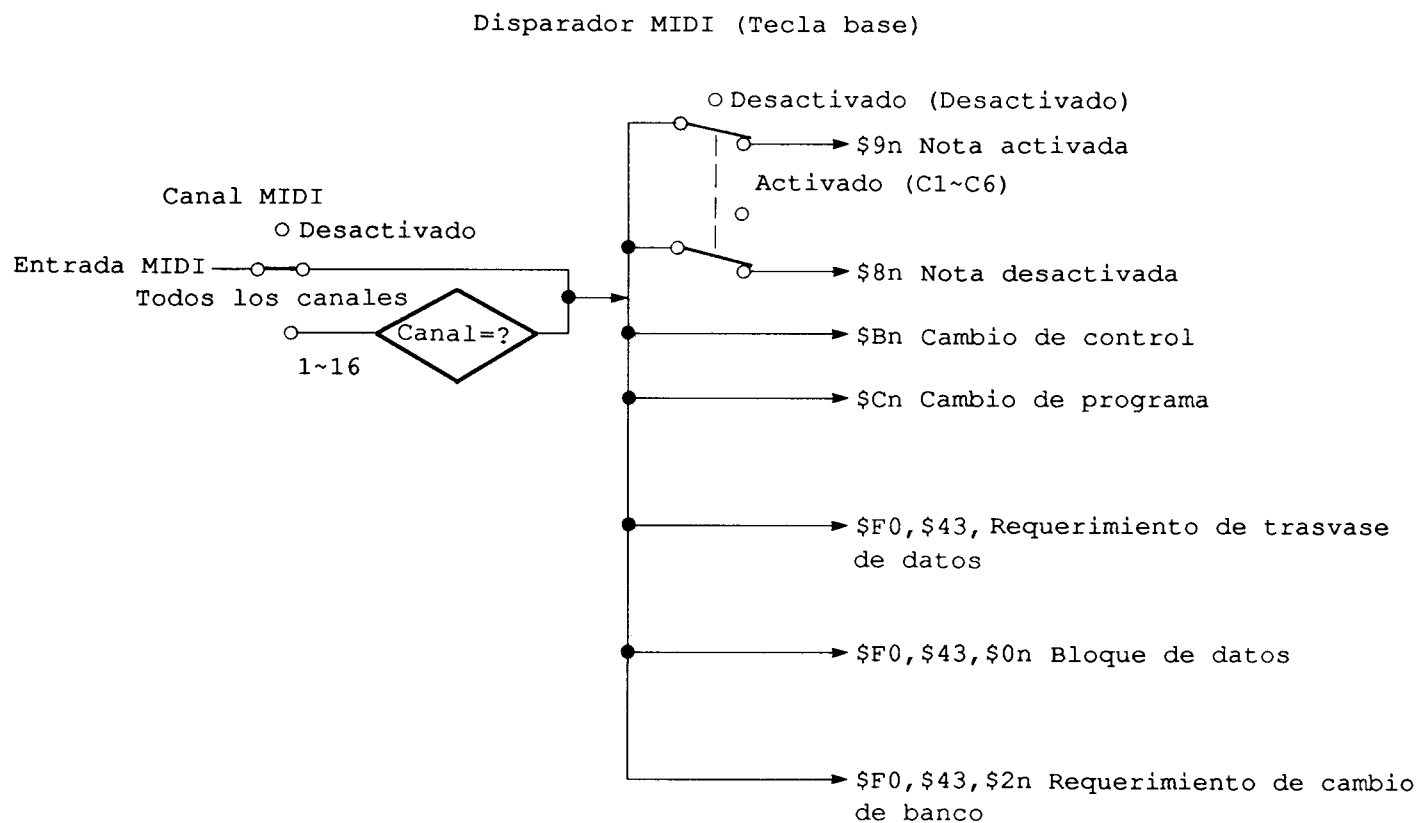 Disparador MIDI (Tecla base)
Desactivado (Desactivado)
$9n Nota activada
Activado (C1~C6)
Canal MIDI
Desactivado
Entrada MIDI
Todos los canales
$8n Nota desactivada
Canal=?
1~16
$Bn Cambio de control
$Cn Cambio de programa
$F0,$43, Requerimiento de trasvase
de datos
$F0,$43,$0n Bloque de datos
$F0,$43,$2n Requerimiento de cambio
de banco